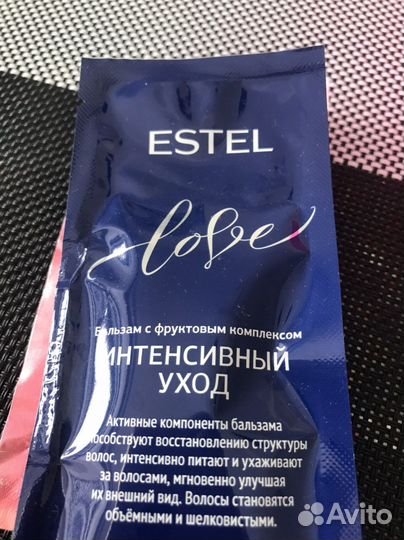 ESTEL
love
Бальзам с фруктовым комплексом
ИНТЕНСИВНЫЙ
УХОД
Активные компоненты бальзама
способствуют восстановлению структуры
волос, интенсивно питают и ухаживают
за волосами, мгновенно улучшая
их внешний вид. Волосы становятся
объёмными и шелковистыми.
Avito